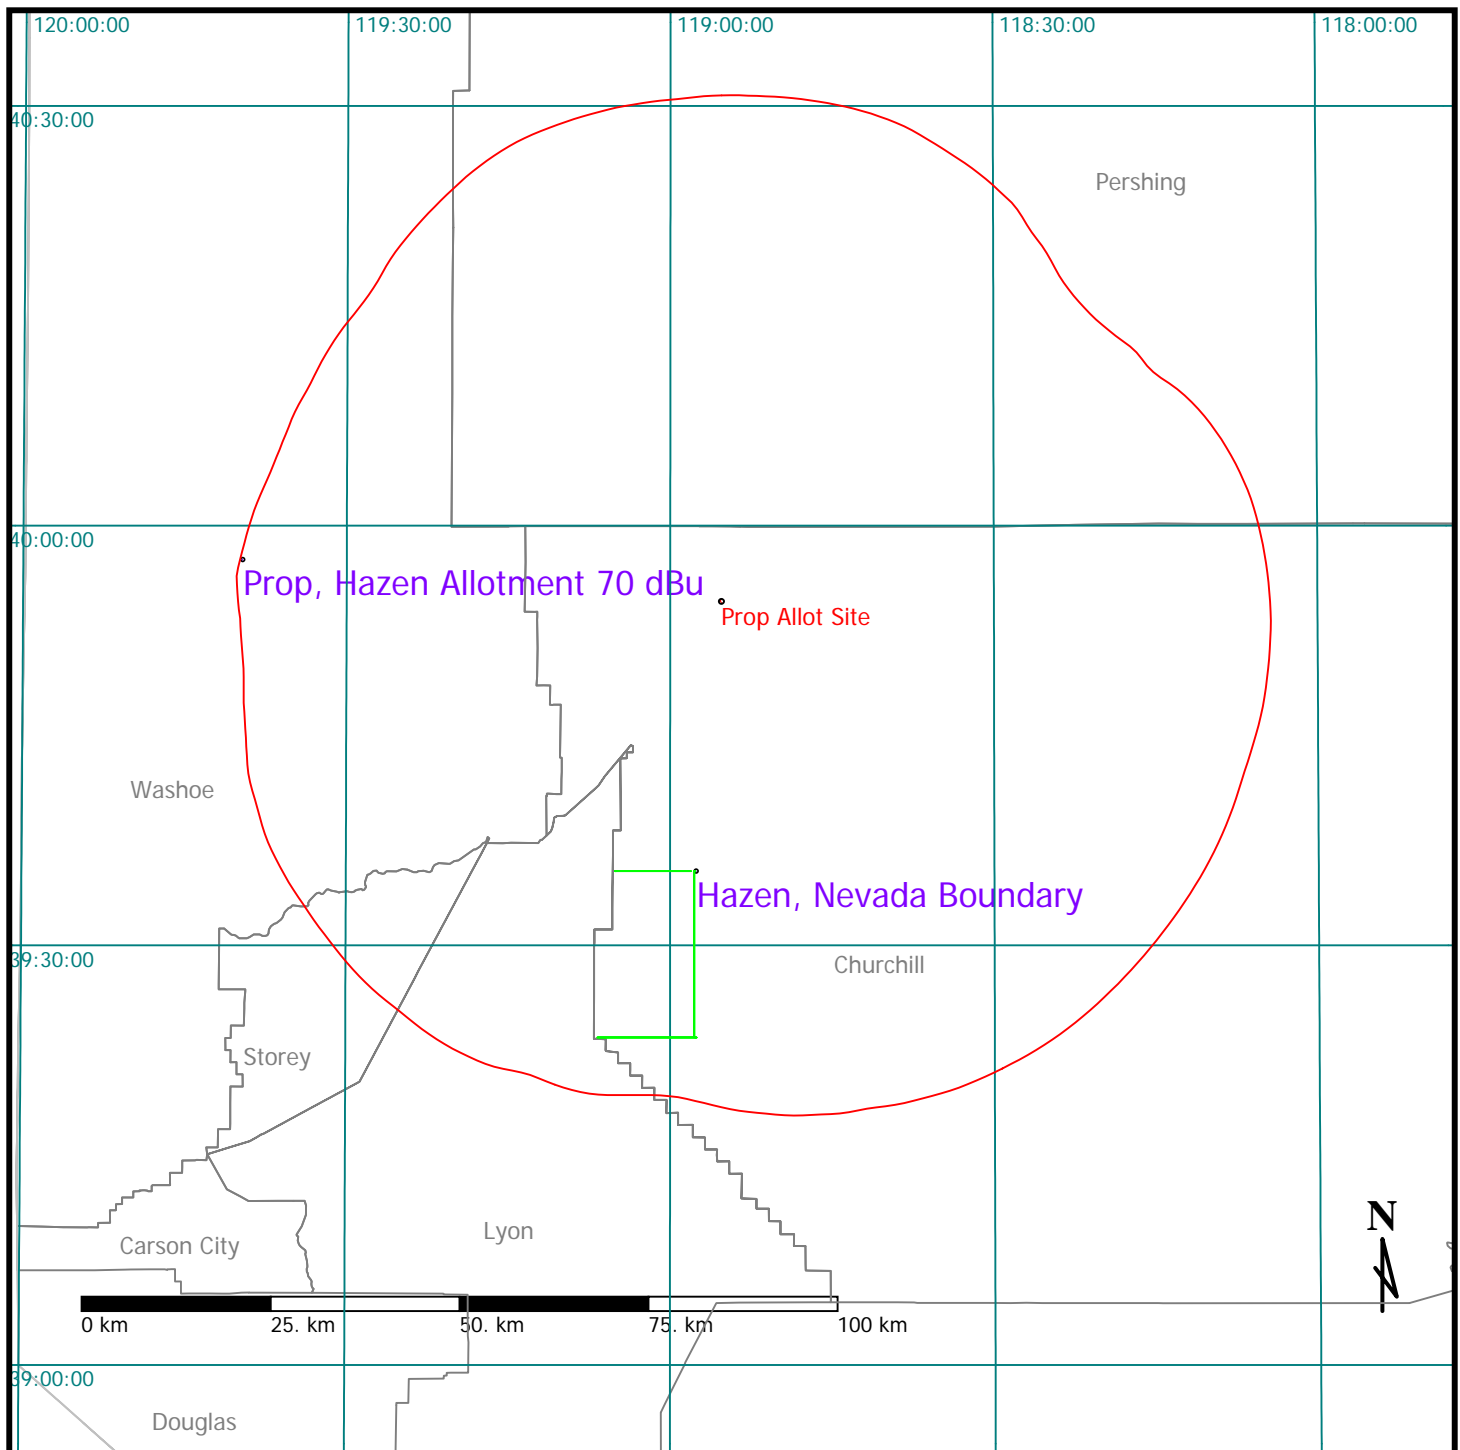 120:00:00 119:30:00 119:00:00 118:30:00 118:00:00
40:30:00
Pershing
40:00:00
Prop, Hazen Allotment 70 dBu
Prop Allot Site
Washoe
Hazen, Nevada Boundary
39:30:00
Churchill
Storey
N
Lyon
Carson City
0 km 25. km 50. km 75. km 100 km
39:00:00
Douglas